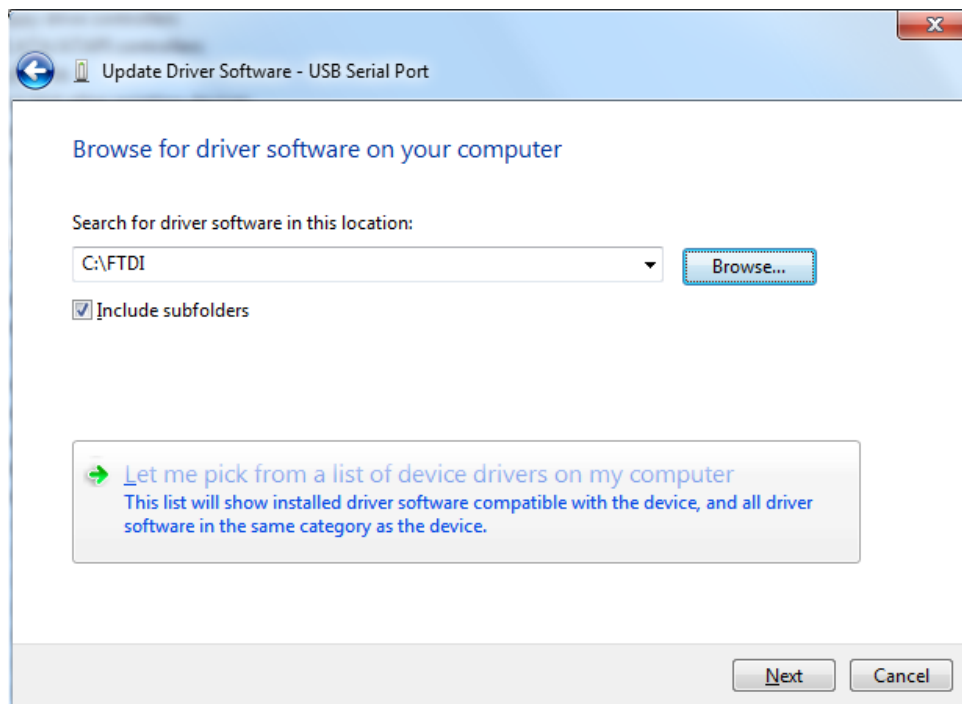 Update Driver Software - USB Serial Port
Browse for driver software on your computer
Search for driver software in this location:
C:\FTDI
Browse...
Include subfolders
Let me pick from a list of device drivers on my computer
This list will show installed driver software compatible with the device, and all driver
software in the same category as the device.
Next
Cancel